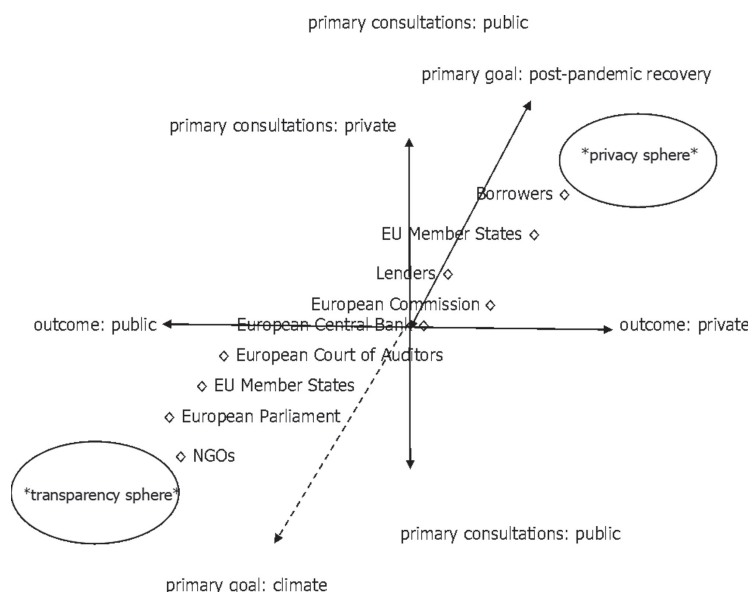 primary consultations: public
primary goal: post-pandemic recovery
primary consultations: private
*privacy sphere*
Borrowers
EU Member States
Lenders
European Commission
outcome: public
European Central Bank
outcome: private
European Court of Auditors
EU Member States
European Parliament
NGOs
*transparency sphere*
primary consultations: public
primary goal: climate